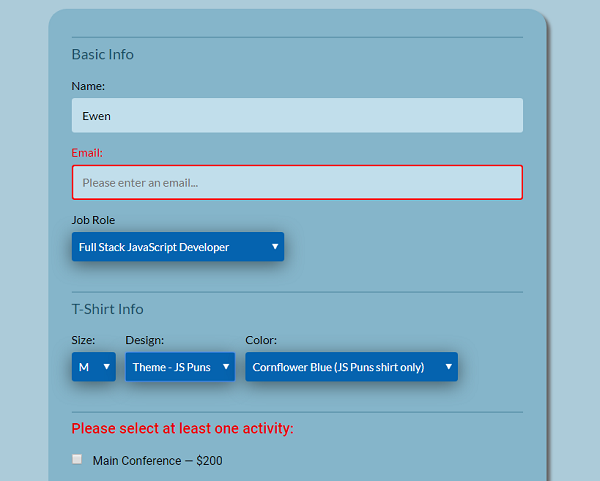 Basic Info
Name:
Ewen
Email:
Please enter an email...
Job Role
Full Stack JavaScript Developer
T-Shirt Info
Size: Design: Color:
M Theme - JS Puns Cornflower Blue (JS Puns shirt only)
Please select at least one activity:
Main Conference — $200